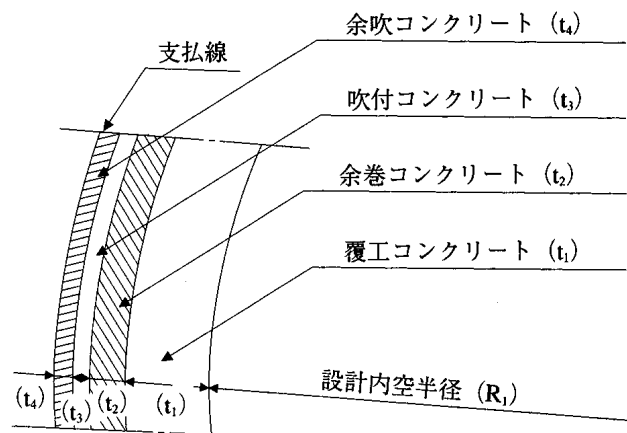 余吹コンクリート (t₄)
支払線
吹付コンクリート (t₃)
余巻コンクリート (t₂)
覆工コンクリート (t₁)
設計内空半径 (R₁)
(t₄)
(t₃)
(t₂)
(t₁)